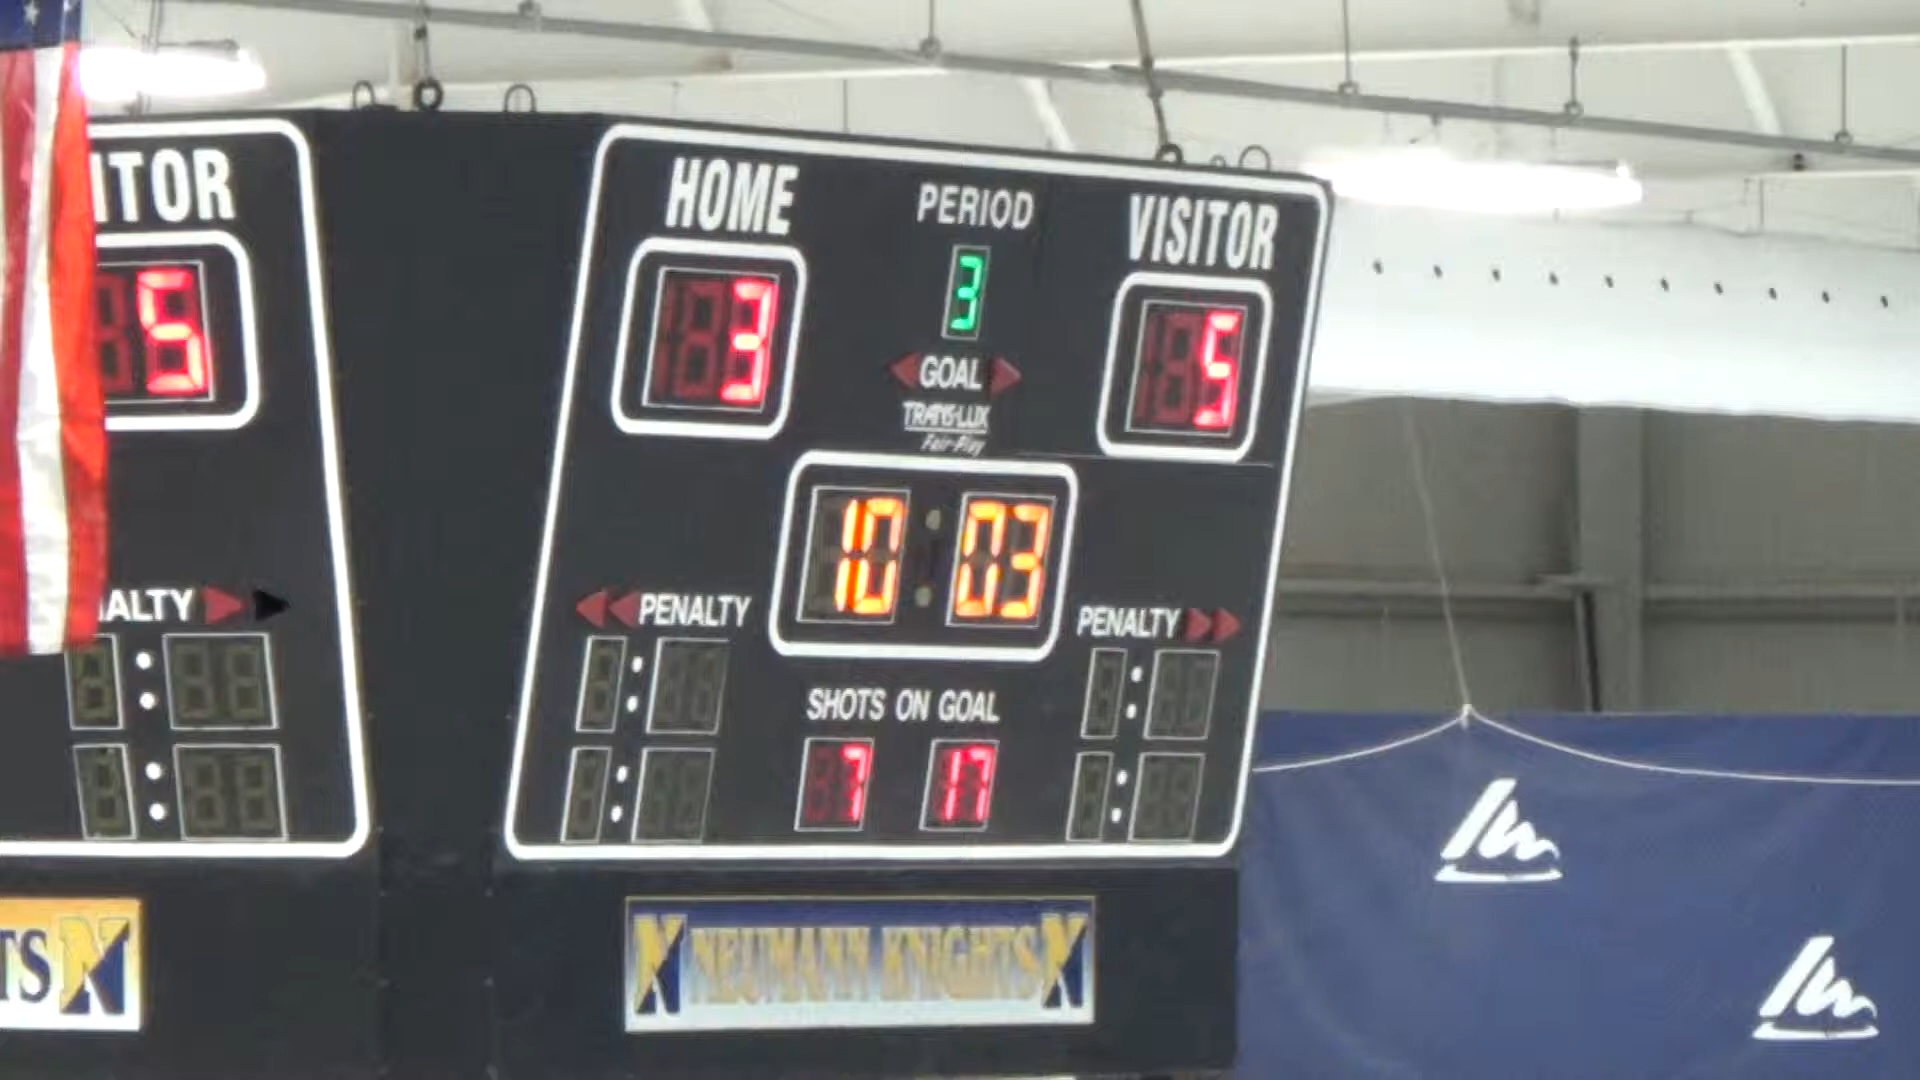 ITOR
5
ALTY
TS N
HOME PERIOD VISITOR
3 3 5
GOAL
TRANS-LUX
Fair-Play
10:03
PENALTY PENALTY
SHOTS ON GOAL
7 17
N NEUMANN KNIGHTS N